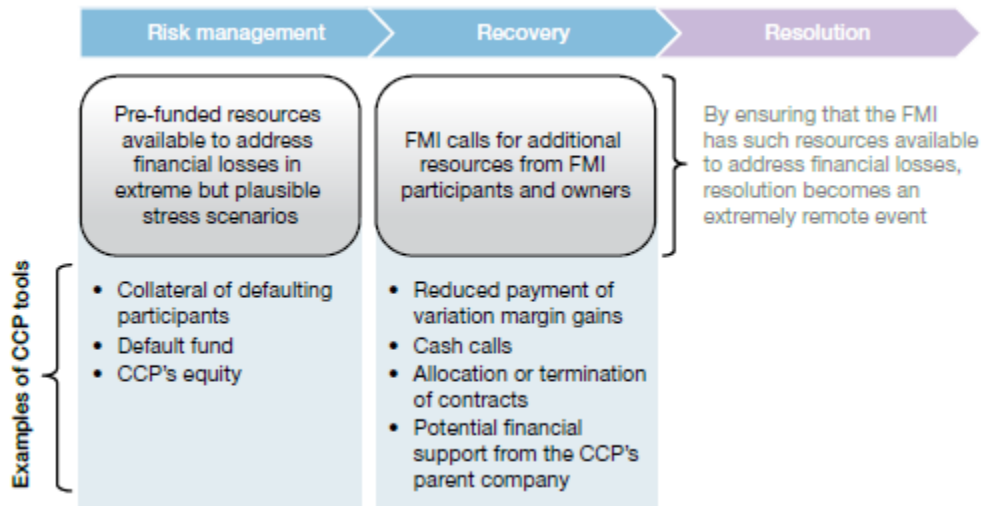 Risk management
Recovery
Resolution
Pre-funded resources
available to address
financial losses in
extreme but plausible
stress scenarios
FMI calls for additional
resources from FMI
participants and owners
By ensuring that the FMI
has such resources available
to address financial losses,
resolution becomes an
extremely remote event
Examples of CCP tools
• Collateral of defaulting
participants
• Default fund
• CCP's equity
• Reduced payment of
variation margin gains
• Cash calls
• Allocation or termination
of contracts
• Potential financial
support from the CCP's
parent company